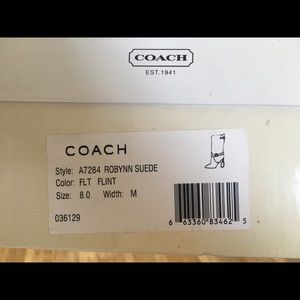 COACH
EST. 1941
COACH
Style: A7284 ROBYNN SUEDE
Color: FLT FLINT
Size: 8.0 Width: M
036129
6 63360 83462 5